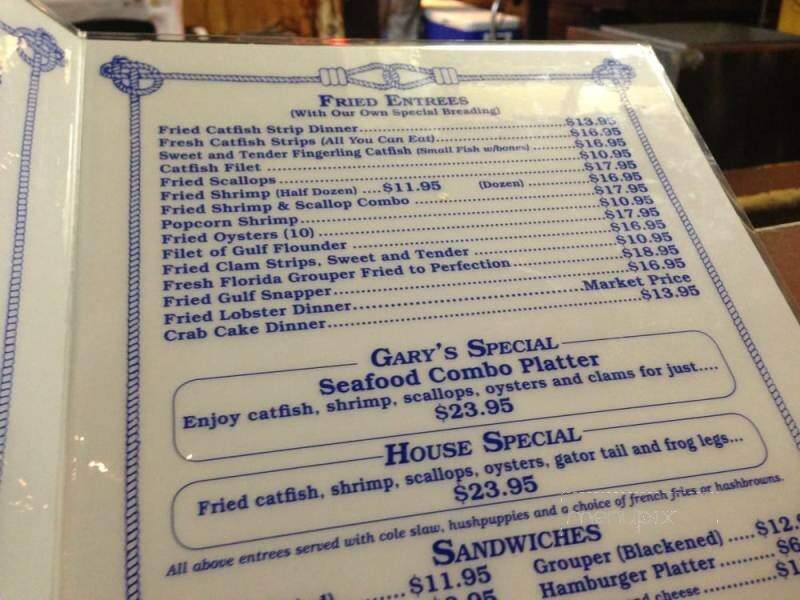 FRIED ENTREES
(With Our Own Special Breading)
Fried Catfish Strip Dinner..........$13.95
Fresh Catfish Strips (All You Can Eat)..........$16.95
Sweet and Tender Fingerling Catfish (Small Fish w/bones) ..........$16.95
Catfish Filet ..........$10.95
Fried Scallops..........$17.95
Fried Shrimp (Half Dozen) ....$11.95 (Dozen) ..........$16.95
Fried Shrimp & Scallop Combo ..........$17.95
Popcorn Shrimp..........$10.95
Fried Oysters (10) ..........$17.95
Filet of Gulf Flounder ..........$16.95
Fried Clam Strips, Sweet and Tender ..........$10.95
Fresh Florida Grouper Fried to Perfection..........$18.95
Fried Gulf Snapper..........$16.95
Fried Lobster Dinner..........Market Price
Crab Cake Dinner..........$13.95
GARY'S SPECIAL
Seafood Combo Platter
Enjoy catfish, shrimp, scallops, oysters and clams for just....
$23.95
HOUSE SPECIAL
Fried catfish, shrimp, scallops, oysters, gator tail and frog legs...
$23.95
All above entrees served with cole slaw, hushpuppies and a choice of french fries or hashbrowns.
menupix
SANDWICHES
$11.95
Grouper (Blackened) .....$12.
Hamburger Platter ..........$6
cheese ..........$1